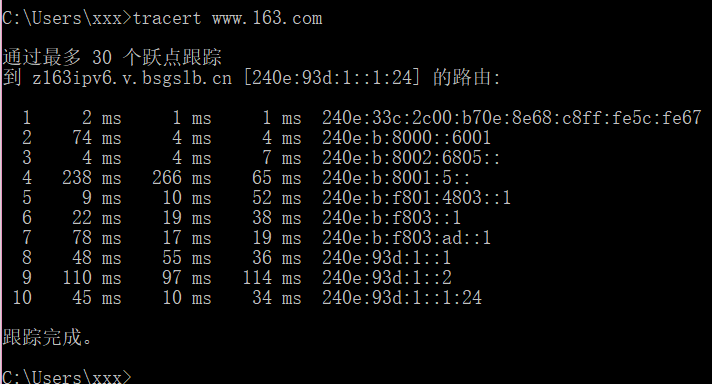 C:\Users\xxx>tracert www.163.com
通过最多 30 个跃点跟踪
到 z163ipv6.v.bsgslb.cn [240e:93d:1::1:24] 的路由:
1 2 ms 1 ms 1 ms 240e:33c:2c00:b70e:8e68:c8ff:fe5c:fe67
2 74 ms 4 ms 4 ms 240e:b:8000::6001
3 4 ms 4 ms 7 ms 240e:b:8002:6805::
4 238 ms 266 ms 65 ms 240e:b:8001:5::
5 9 ms 10 ms 52 ms 240e:b:f801:4803::1
6 22 ms 19 ms 38 ms 240e:b:f803::1
7 78 ms 17 ms 19 ms 240e:b:f803:ad::1
8 48 ms 55 ms 36 ms 240e:93d:1::1
9 110 ms 97 ms 114 ms 240e:93d:1::2
10 45 ms 10 ms 34 ms 240e:93d:1::1:24
跟踪完成。
C:\Users\xxx>